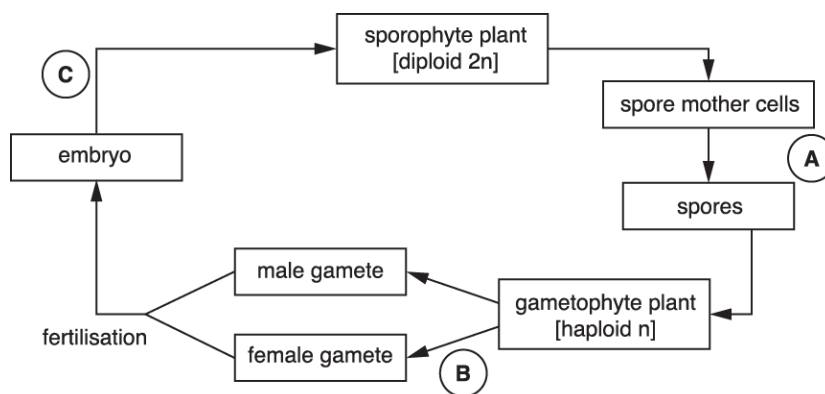 sporophyte plant
[diploid 2n]
C
spore mother cells
embryo
A
spores
male gamete
gametophyte plant
[haploid n]
fertilisation
female gamete
B